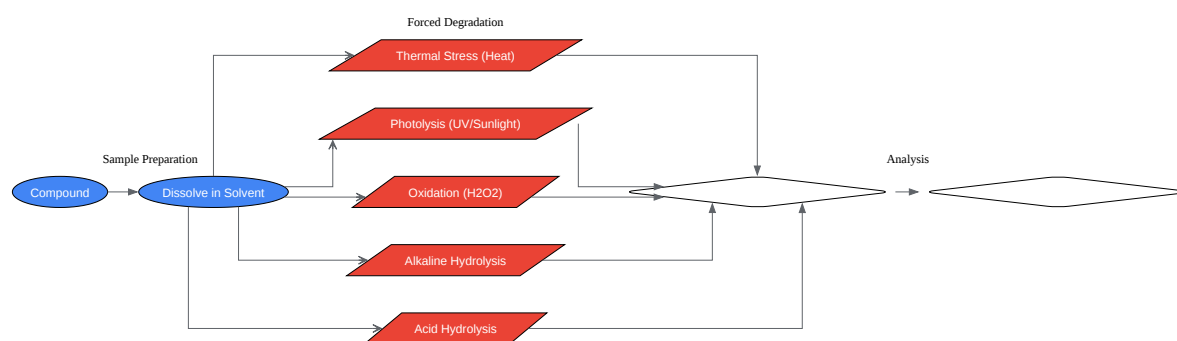 Forced Degradation
Thermal Stress (Heat)
Photolysis (UV/Sunlight)
Sample Preparation
Analysis
Compound
Dissolve in Solvent
Oxidation (H2O2)
Alkaline Hydrolysis
Acid Hydrolysis